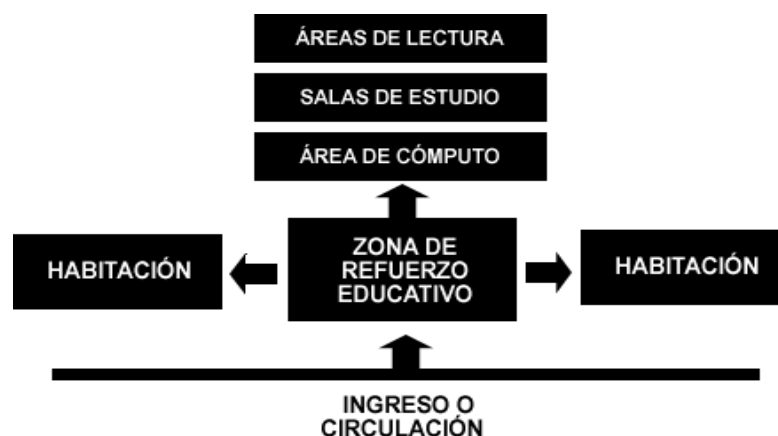 ÁREAS DE LECTURA
SALAS DE ESTUDIO
ÁREA DE CÓMPUTO
HABITACIÓN
ZONA DE
REFUERZO
EDUCATIVO
HABITACIÓN
INGRESO O
CIRCULACIÓN